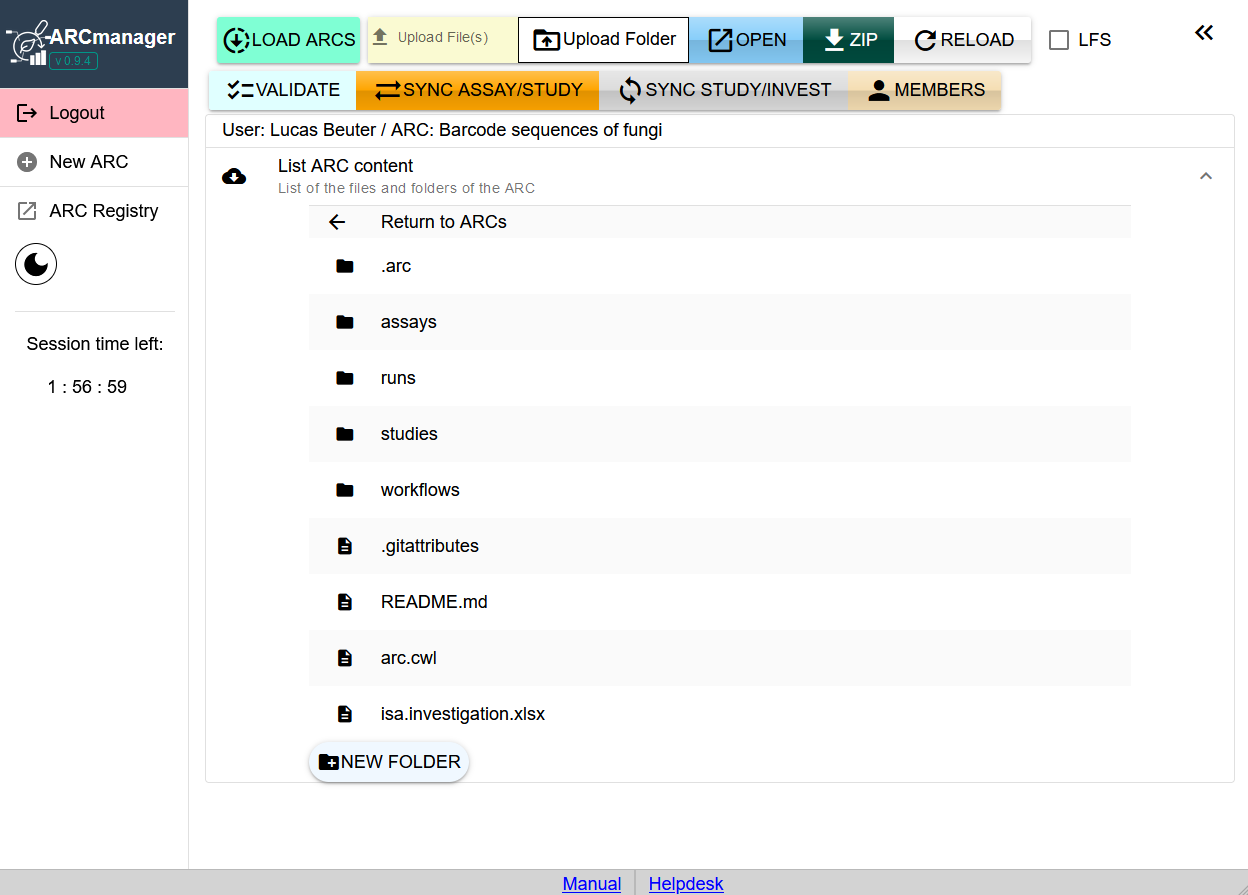 ARCmanager
v 0.9.4
LOAD ARCS
Upload File(s)
Upload Folder
OPEN
ZIP
RELOAD
LFS
VALIDATE
SYNC ASSAY/STUDY
SYNC STUDY/INVEST
MEMBERS
Logout
New ARC
ARC Registry
Session time left:
1 : 56 : 59
User: Lucas Beuter / ARC: Barcode sequences of fungi
List ARC content
List of the files and folders of the ARC
Return to ARCs
.arc
assays
runs
studies
workflows
.gitattributes
README.md
arc.cwl
isa.investigation.xlsx
NEW FOLDER
Manual
Helpdesk